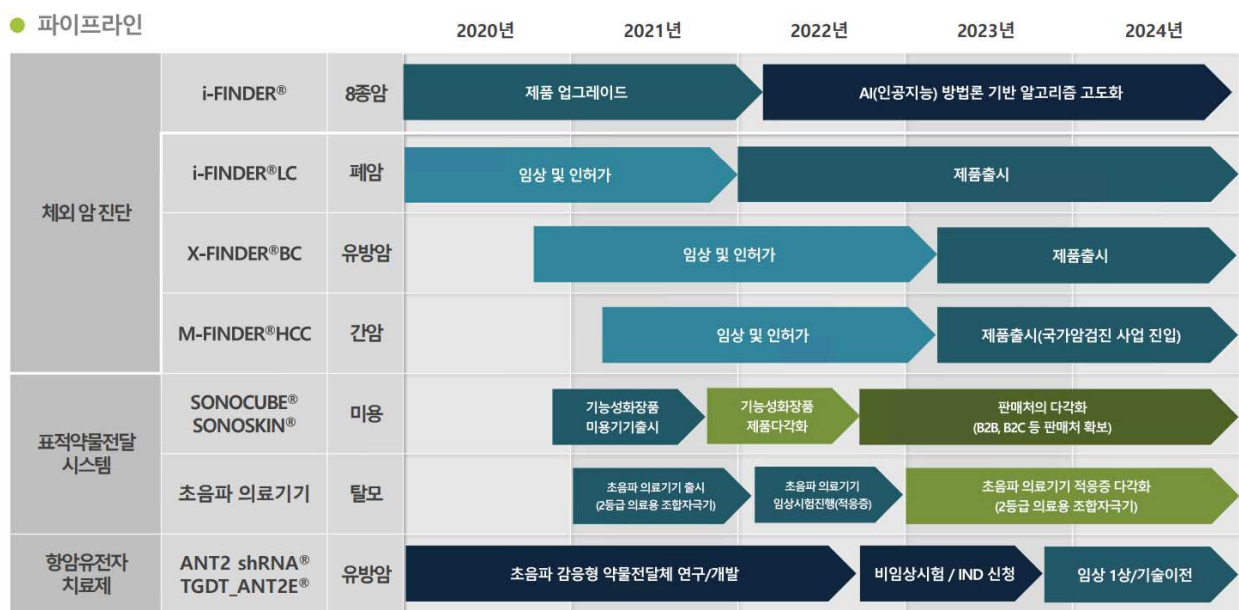 파이프라인
2020년 2021년 2022년 2023년 2024년
체외 암 진단
i-FINDER® 8종암 제품 업그레이드 AI(인공지능) 방법론 기반 알고리즘 고도화
i-FINDER®LC 폐암 임상 및 인허가 제품출시
X-FINDER®BC 유방암 임상 및 인허가 제품출시
M-FINDER®HCC 간암 임상 및 인허가 제품출시(국가암검진 사업 진입)
표적약물전달
시스템
SONOCUBE®
SONOSKIN®
미용
기능성화장품
미용기기출시
기능성화장품
제품다각화
판매처의 다각화
(B2B, B2C 등 판매처 확보)
초음파 의료기기 탈모
초음파 의료기기 출시
(2등급 의료용 조합자극기)
초음파 의료기기
임상시험진행(적응증)
초음파 의료기기 적응증 다각화
(2등급 의료용 조합자극기)
항암유전자
치료제
ANT2 shRNA®
TGDT_ANT2E®
유방암
초음파 감응형 약물전달체 연구/개발
비임상시험 / IND 신청
임상 1상/기술이전